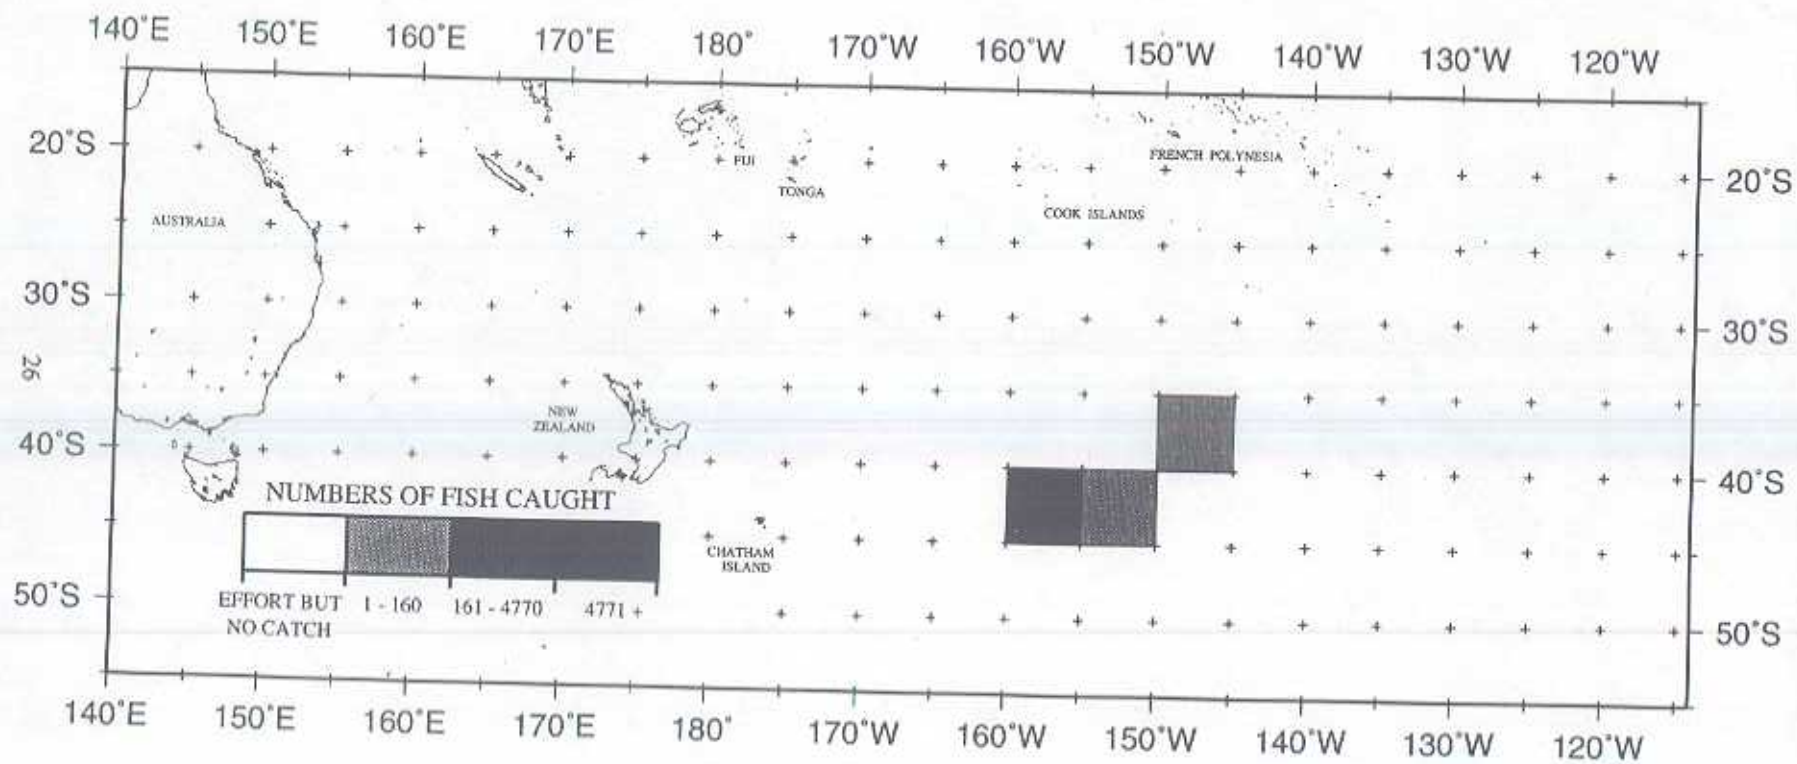 140°E 150°E 160°E 170°E 180° 170°W 160°W 150°W 140°W 130°W 120°W
20°S
FIJI
FRENCH POLYNESIA
20°S
TONGA
AUSTRALIA
COOK ISLANDS
30°S
30°S
26
NEW
ZEALAND
40°S
40°S
NUMBERS OF FISH CAUGHT
CHATHAM
ISLAND
50°S
EFFORT BUT 1 - 160 161 - 4770 4771 +
NO CATCH
50°S
140°E 150°E 160°E 170°E 180° 170°W 160°W 150°W 140°W 130°W 120°W